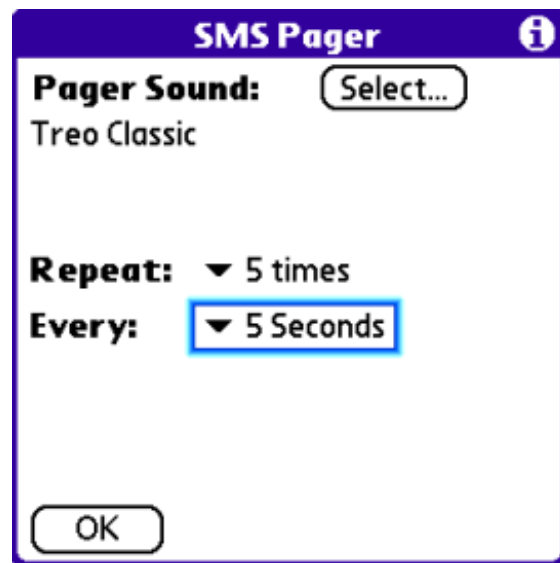 SMS Pager
Pager Sound: Select...
Treo Classic
Repeat: 5 times
Every: 5 Seconds
OK